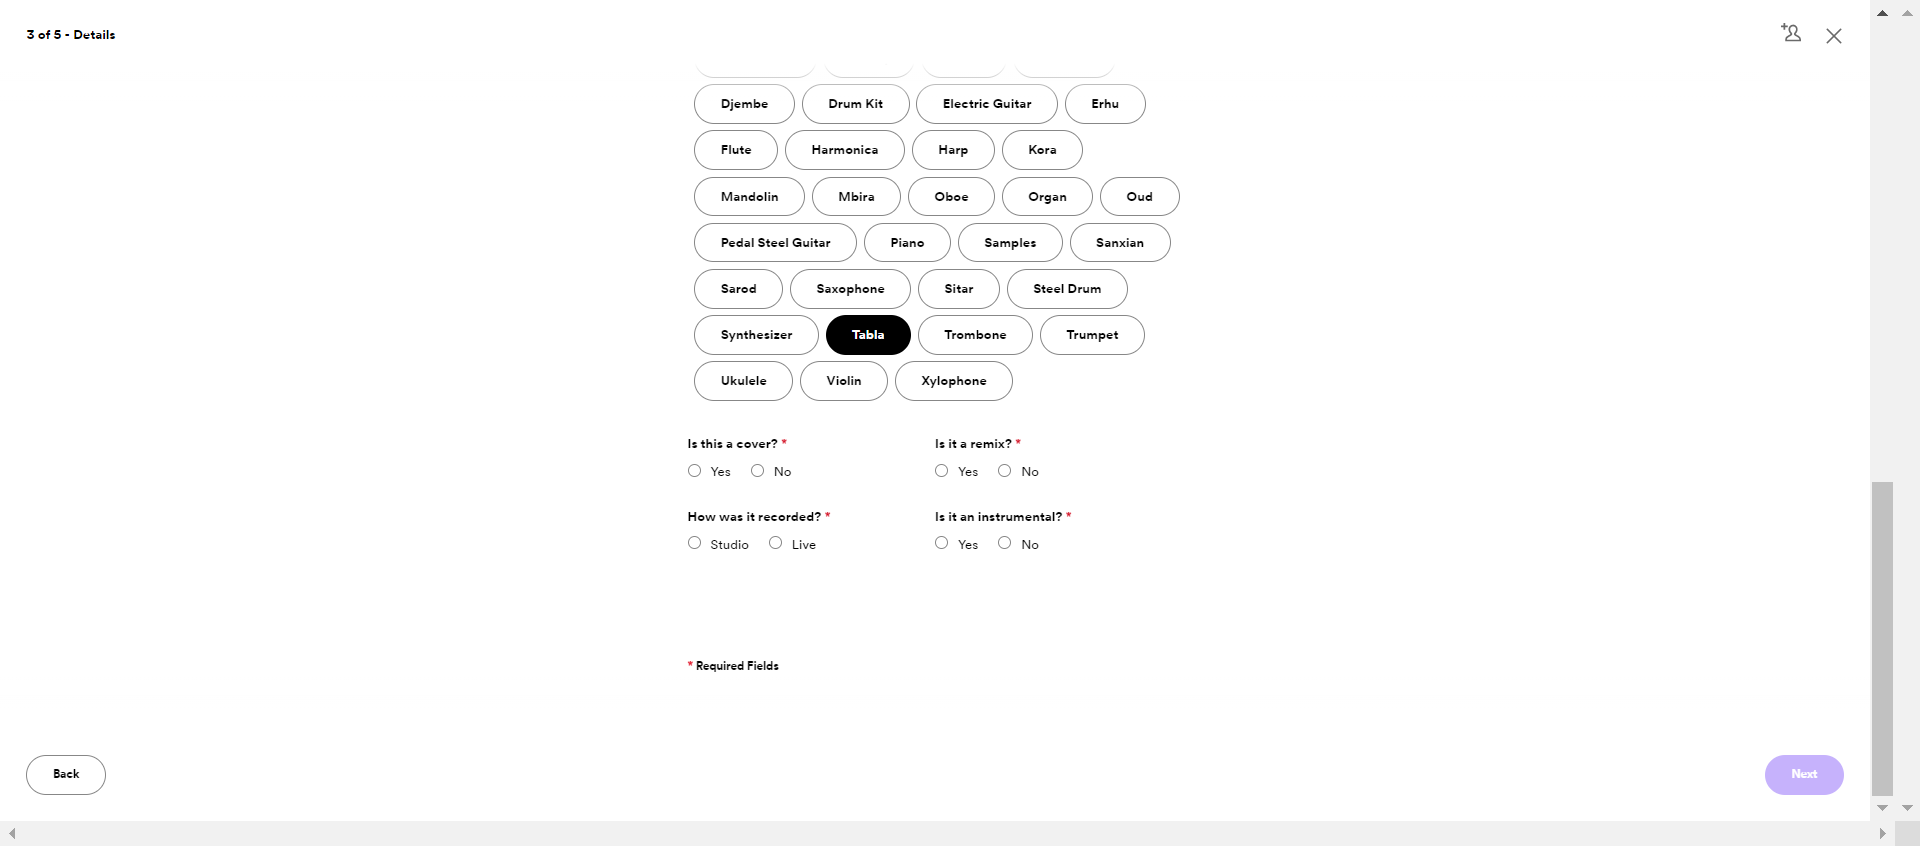 3 of 5 - Details
Djembe Drum Kit Electric Guitar Erhu
Flute Harmonica Harp Kora
Mandolin Mbira Oboe Organ Oud
Pedal Steel Guitar Piano Samples Sanxian
Sarod Saxophone Sitar Steel Drum
Synthesizer Tabla Trombone Trumpet
Ukulele Violin Xylophone
Is this a cover? * Is it a remix? *
Yes No Yes No
How was it recorded? * Is it an instrumental? *
Studio Live Yes No
* Required Fields
Back Next